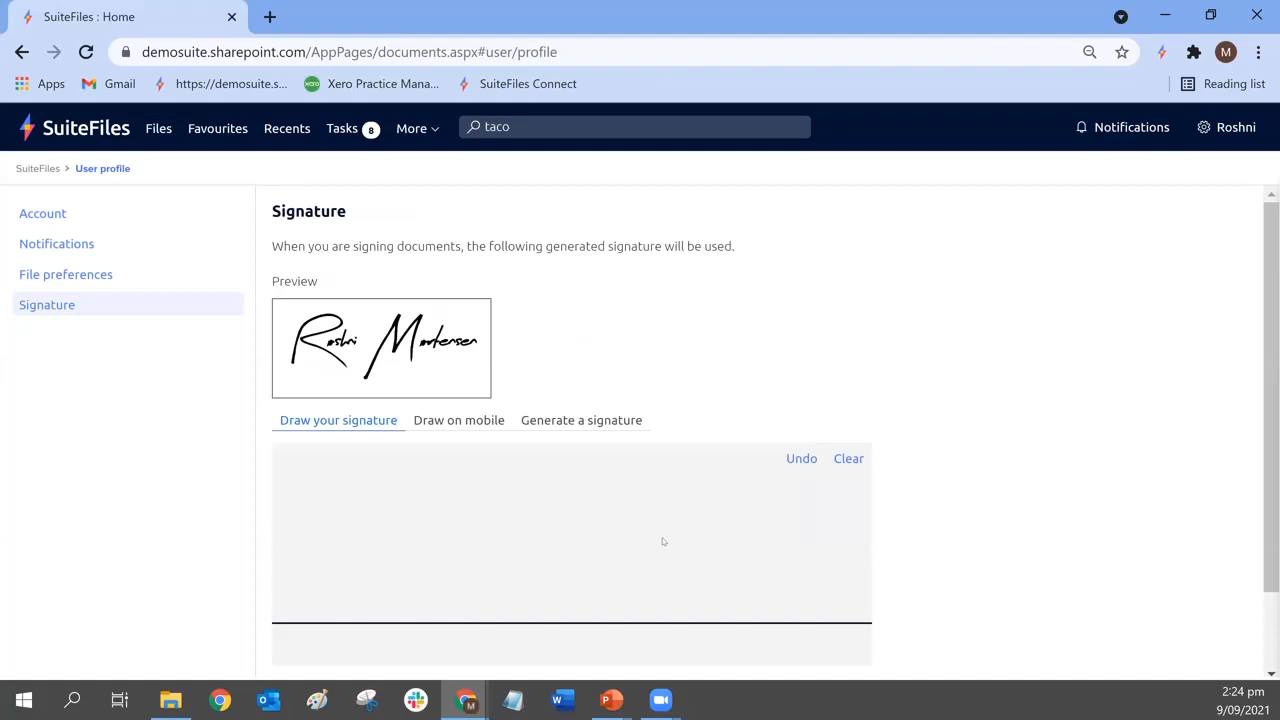 SuiteFiles : Home
demosuite.sharepoint.com/AppPages/documents.aspx#user/profile
M
Apps
Gmail
https://demosuite.s...
xero
Xero Practice Mana...
SuiteFiles Connect
Reading list
SuiteFiles
Files
Favourites
Recents
Tasks 8
More
taco
Notifications
Roshni
SuiteFiles > User profile
Account
Notifications
File preferences
Signature
Signature
When you are signing documents, the following generated signature will be used.
Preview
Roshni Mortensen
Draw your signature
Draw on mobile
Generate a signature
Undo
Clear
2:24 pm
9/09/2021